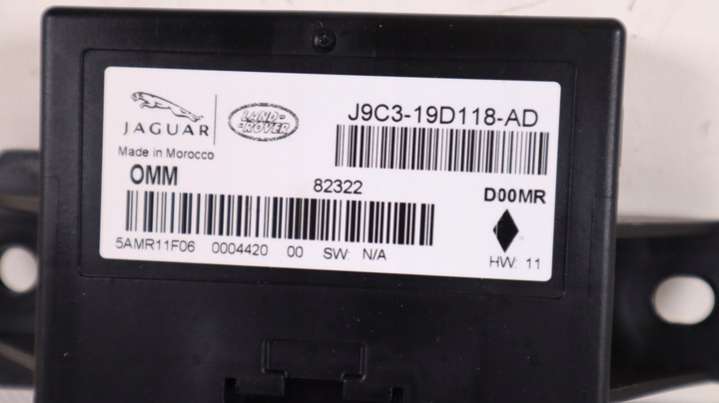 JAGUAR
LAND-
ROVER
J9C3-19D118-AD
Made in Morocco
OMM
82322
D00MR
5AMR11F06 0004420 00 SW: N/A
HW: 11